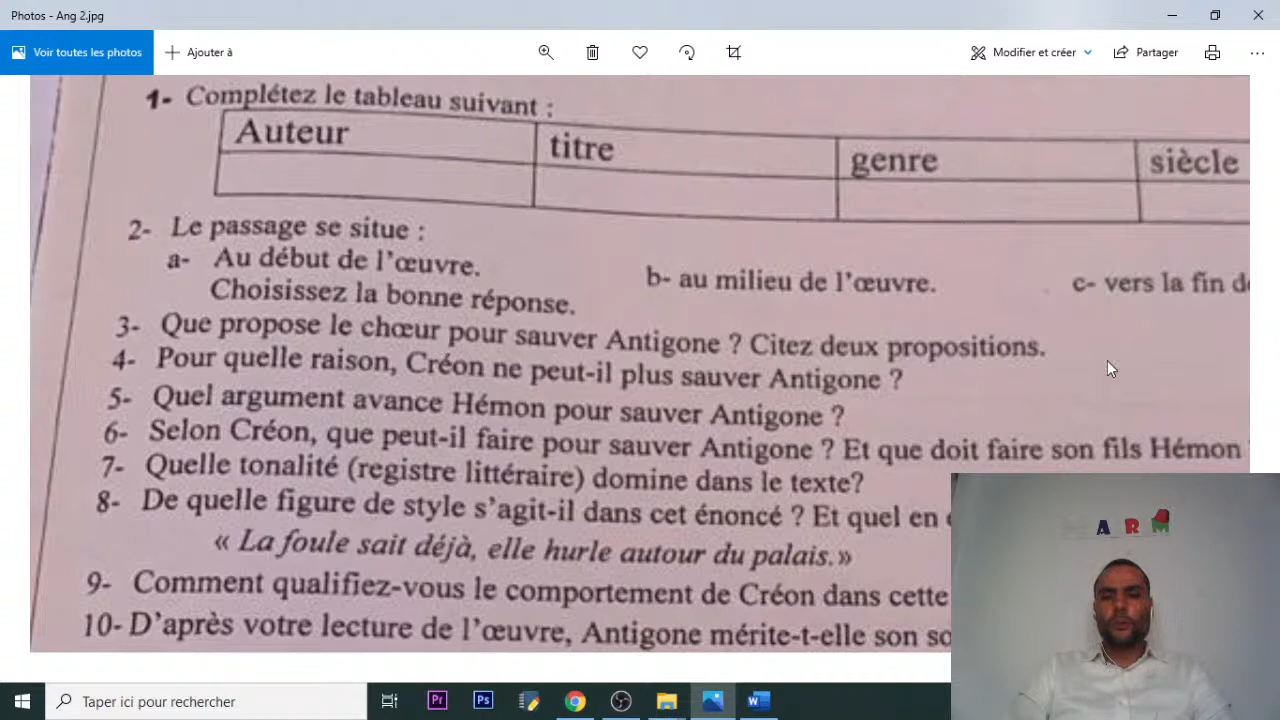 Photos - Ang 2.jpg
Voir toutes les photos
Ajouter à
Modifier et créer
Partager
1- Complétez le tableau suivant :
Auteur titre genre siècle
2- Le passage se situe :
a- Au début de l'œuvre. b- au milieu de l'œuvre. c- vers la fin
Choisissez la bonne réponse.
3- Que propose le chœur pour sauver Antigone ? Citez deux propositions.
4- Pour quelle raison, Créon ne peut-il plus sauver Antigone ?
5- Quel argument avance Hémon pour sauver Antigone ?
6- Selon Créon, que peut-il faire pour sauver Antigone ? Et que doit faire son fils Hémon
7- Quelle tonalité (registre littéraire) domine dans le texte?
8- De quelle figure de style s'agit-il dans cet énoncé ? Et quel en
« La foule sait déjà, elle hurle autour du palais.»
9- Comment qualifiez-vous le comportement de Créon dans cette
10- D'après votre lecture de l'œuvre, Antigone mérite-t-elle son
A R M
Taper ici pour rechercher
Pr
Ps